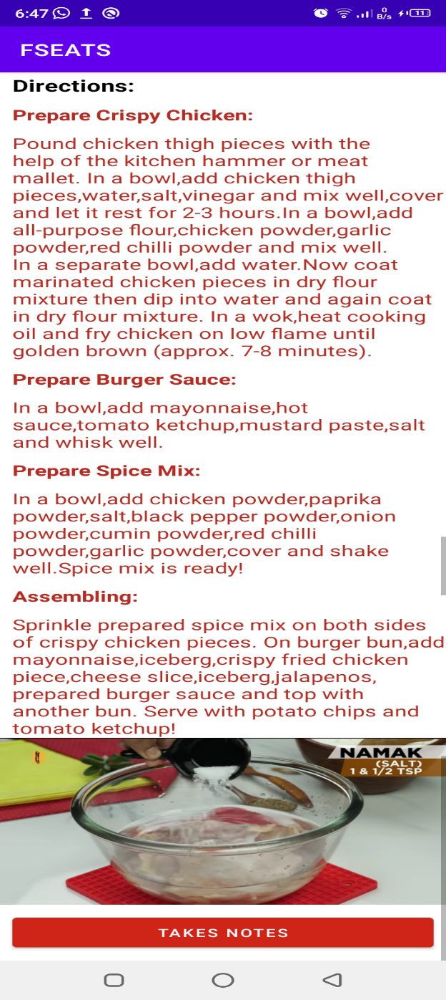 6:47
0
B/s
11
FSEATS
Directions:
Prepare Crispy Chicken:
Pound chicken thigh pieces with the
help of the kitchen hammer or meat
mallet. In a bowl,add chicken thigh
pieces,water,salt,vinegar and mix well,cover
and let it rest for 2-3 hours.In a bowl,add
all-purpose flour,chicken powder,garlic
powder,red chilli powder and mix well.
In a separate bowl,add water.Now coat
marinated chicken pieces in dry flour
mixture then dip into water and again coat
in dry flour mixture. In a wok,heat cooking
oil and fry chicken on low flame until
golden brown (approx. 7-8 minutes).
Prepare Burger Sauce:
In a bowl,add mayonnaise,hot
sauce,tomato ketchup,mustard paste,salt
and whisk well.
Prepare Spice Mix:
In a bowl,add chicken powder,paprika
powder,salt,black pepper powder,onion
powder,cumin powder,red chilli
powder,garlic powder,cover and shake
well.Spice mix is ready!
Assembling:
Sprinkle prepared spice mix on both sides
of crispy chicken pieces. On burger bun,add
mayonnaise,iceberg,crispy fried chicken
piece,cheese slice,iceberg,jalapenos,
prepared burger sauce and top with
another bun. Serve with potato chips and
tomato ketchup!
NAMAK
(SALT)
1 & 1/2 TSP
TAKES NOTES